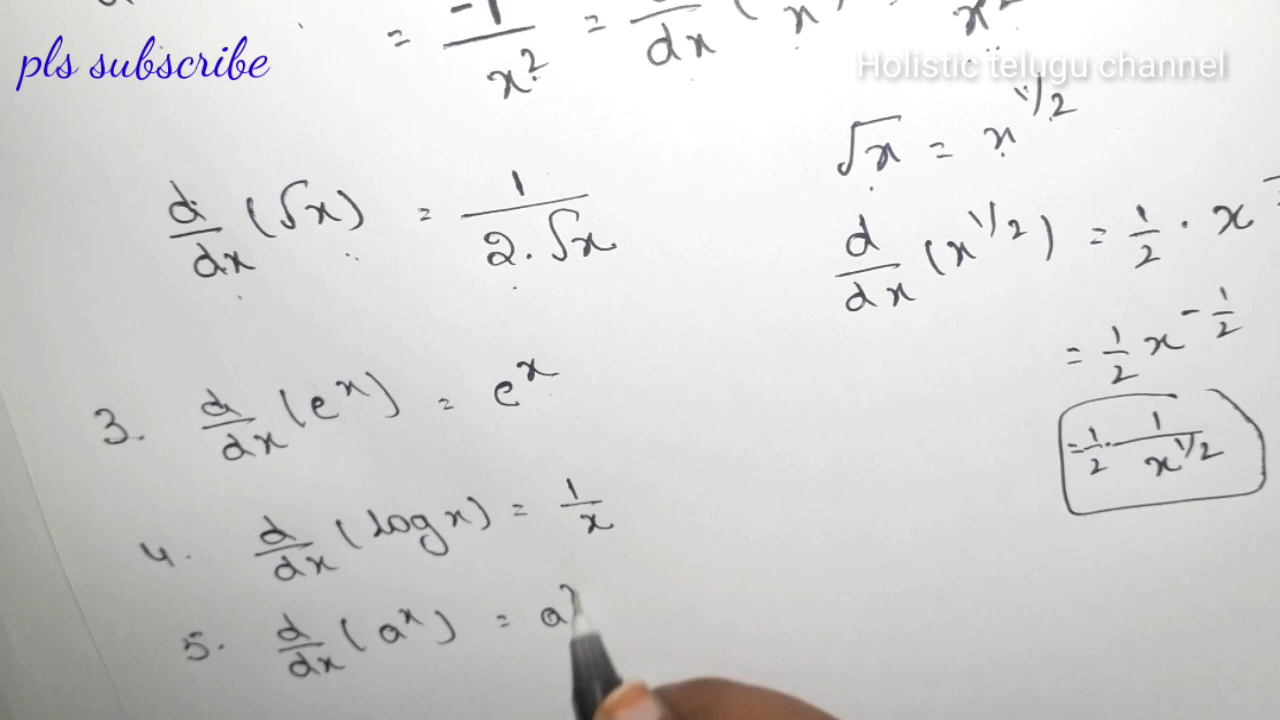 = -1/x² = d/dx ( x
pls subscribe
Holistic telugu channel
√x = x^1/2
d/dx (√x) = 1/2.√x
d/dx (x^1/2) = 1/2 . x
= 1/2 x^-1/2
3. d/dx (e^x) = e^x
= 1/2 . 1/x^1/2
4. d/dx (log x) = 1/x
5. d/dx (a^x) = a